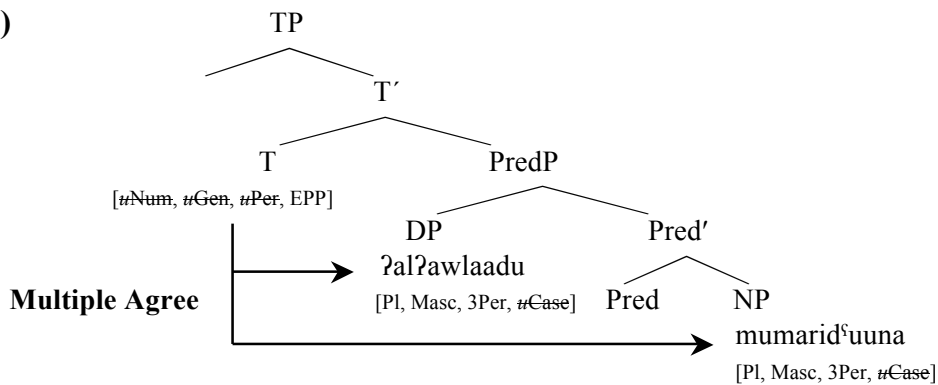 )
TP
T′
T PredP
[uNum, uGen, uPer, EPP]
DP Pred′
ʔalʔawlaadu
Multiple Agree [Pl, Masc, 3Per, uCase] Pred NP
mumaridˤuuna
[Pl, Masc, 3Per, uCase]